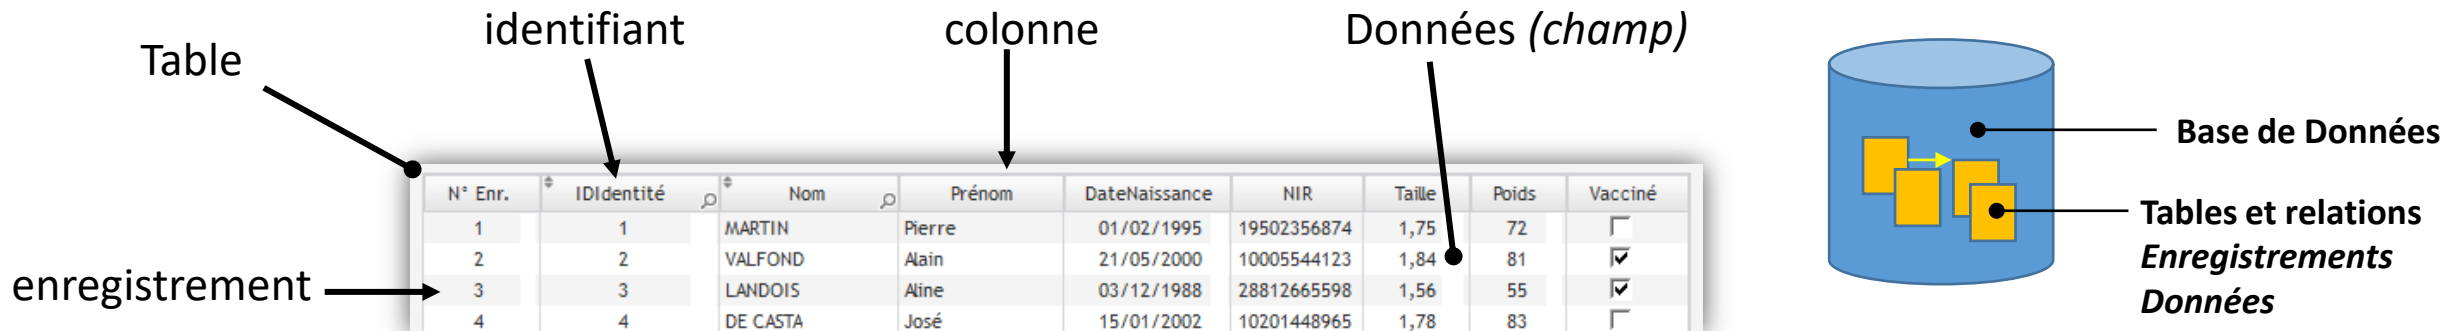 identifiant
colonne
Données (champ)
Table
Base de Données
N° Enr. IDIdentité Nom Prénom DateNaissance NIR Taille Poids Vacciné
1 1 MARTIN Pierre 01/02/1995 19502356874 1,75 72
2 2 VALFOND Alain 21/05/2000 10005544123 1,84 81
3 3 LANDOIS Aline 03/12/1988 28812665598 1,56 55
4 4 DE CASTA José 15/01/2002 10201448965 1,78 83
enregistrement
Tables et relations
Enregistrements
Données